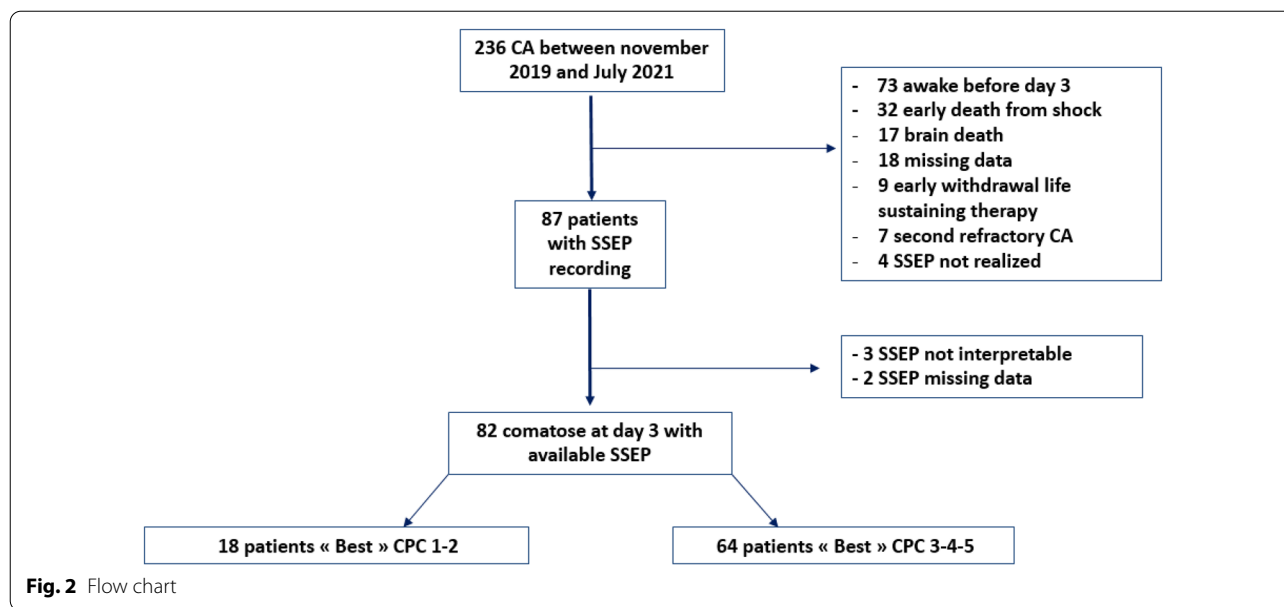 236 CA between november
2019 and July 2021
- 73 awake before day 3
- 32 early death from shock
- 17 brain death
- 18 missing data
- 9 early withdrawal life
sustaining therapy
- 7 second refractory CA
- 4 SSEP not realized
87 patients
with SSEP
recording
- 3 SSEP not interpretable
- 2 SSEP missing data
82 comatose at day 3 with
available SSEP
18 patients « Best » CPC 1-2
64 patients « Best » CPC 3-4-5
Fig. 2 Flow chart